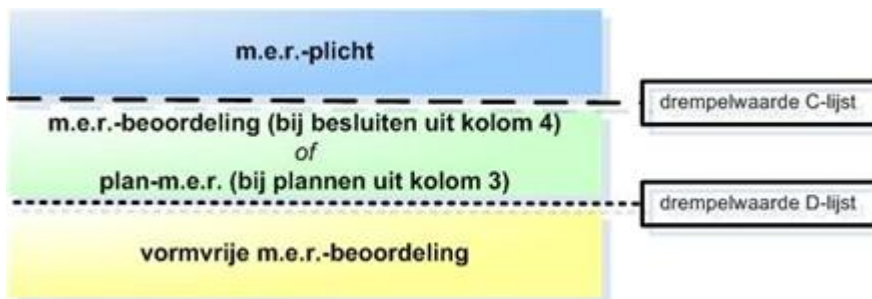 m.e.r.-plicht
drempelwaarde C-lijst
m.e.r.-beoordeling (bij besluiten uit kolom 4)
of
plan-m.e.r. (bij plannen uit kolom 3)
drempelwaarde D-lijst
vormvrije m.e.r.-beoordeling